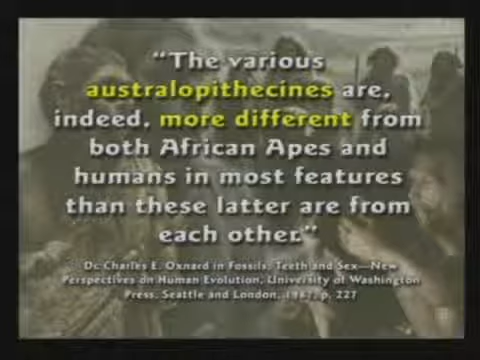 “The various
australopithecines are,
indeed, more different from
both African Apes and
humans in most features
than these latter are from
each other.”
Dr. Charles E. Oxnard in Fossils, Teeth and Sex—New
Perspectives on Human Evolution, University of Washington
Press, Seattle and London, 1987, p. 227